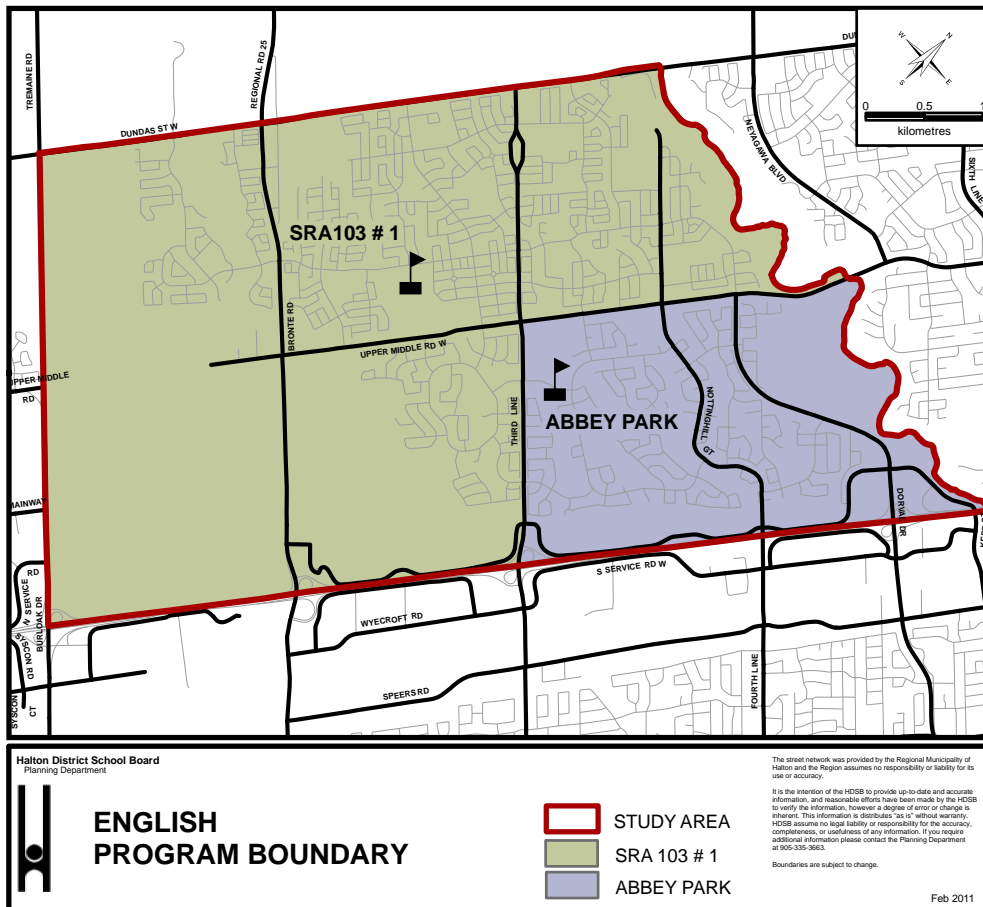 DUNDAS ST W
TREMAINE RD
REGIONAL RD 25
NEYAGAWA BLVD
SIXTH LINE
W
N
S
E
0
0.5
1
kilometres
SRA103 # 1
BRONTE RD
UPPER MIDDLE RD W
UPPER MIDDLE
RD
THIRD LINE
ABBEY PARK
NOTTINGHILL GT
DORVAL DR
MAINWAY
RD
N SERVICE
BURLOAK DR
SYSCON RD
SYSCON
CT
S SERVICE RD W
WYECROFT RD
SPEERS RD
FOURTH LINE
Halton District School Board
Planning Department
ENGLISH
PROGRAM BOUNDARY
STUDY AREA
SRA 103 # 1
ABBEY PARK
The street network was provided by the Regional Municipality of
Halton and the Region assumes no responsibility or liability for its
use or accuracy.
It is the intention of the HDSB to provide up-to-date and accurate
information, and reasonable efforts have been made by the HDSB
to verify the information, however a degree of error or change is
inherent. This information is distributes "as is" without warranty.
HDSB assume no legal liability or responsibility for the accuracy,
completeness, or usefulness of any information. If you require
additional information please contact the Planning Department
at 905-335-3663.
Boundaries are subject to change.
Feb 2011